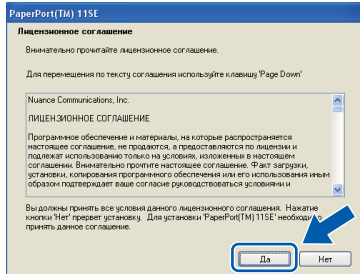 PaperPort(TM) 11SE
Лицензионное соглашение
Внимательно прочитайте лицензионное соглашение.
Для перемещения по тексту соглашения используйте клавишу 'Page Down'
Nuance Communications, Inc.
ЛИЦЕНЗИОННОЕ СОГЛАШЕНИЕ
Программное обеспечение и материалы, на которые распространяется
настоящее соглашение, не продаются, а предоставляются по лицензии и
подлежат использованию только на условиях, изложенных в настоящем
соглашении. Внимательно прочтите настоящее соглашение. Факт загрузки,
установки, копирования программного обеспечения или его использования иным
образом подтверждает ваше согласие руководствоваться условиями и
Вы должны принять все условия данного лицензионного соглашения. Нажатие
кнопки 'Нет' прервет установку. Для установки 'PaperPort(TM) 11SE'
принять данное соглашение.
Да Нет